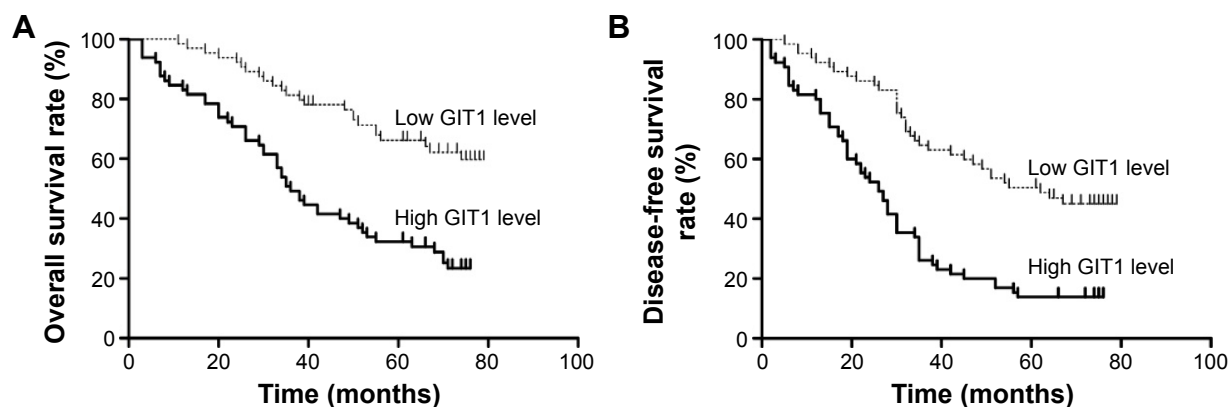 A
Overall survival rate (%)
100
80
60
40
20
0
Low GIT1 level
High GIT1 level
0 20 40 60 80 100
Time (months)
B
Disease-free survival
rate (%)
100
80
60
40
20
0
Low GIT1 level
High GIT1 level
0 20 40 60 80 100
Time (months)